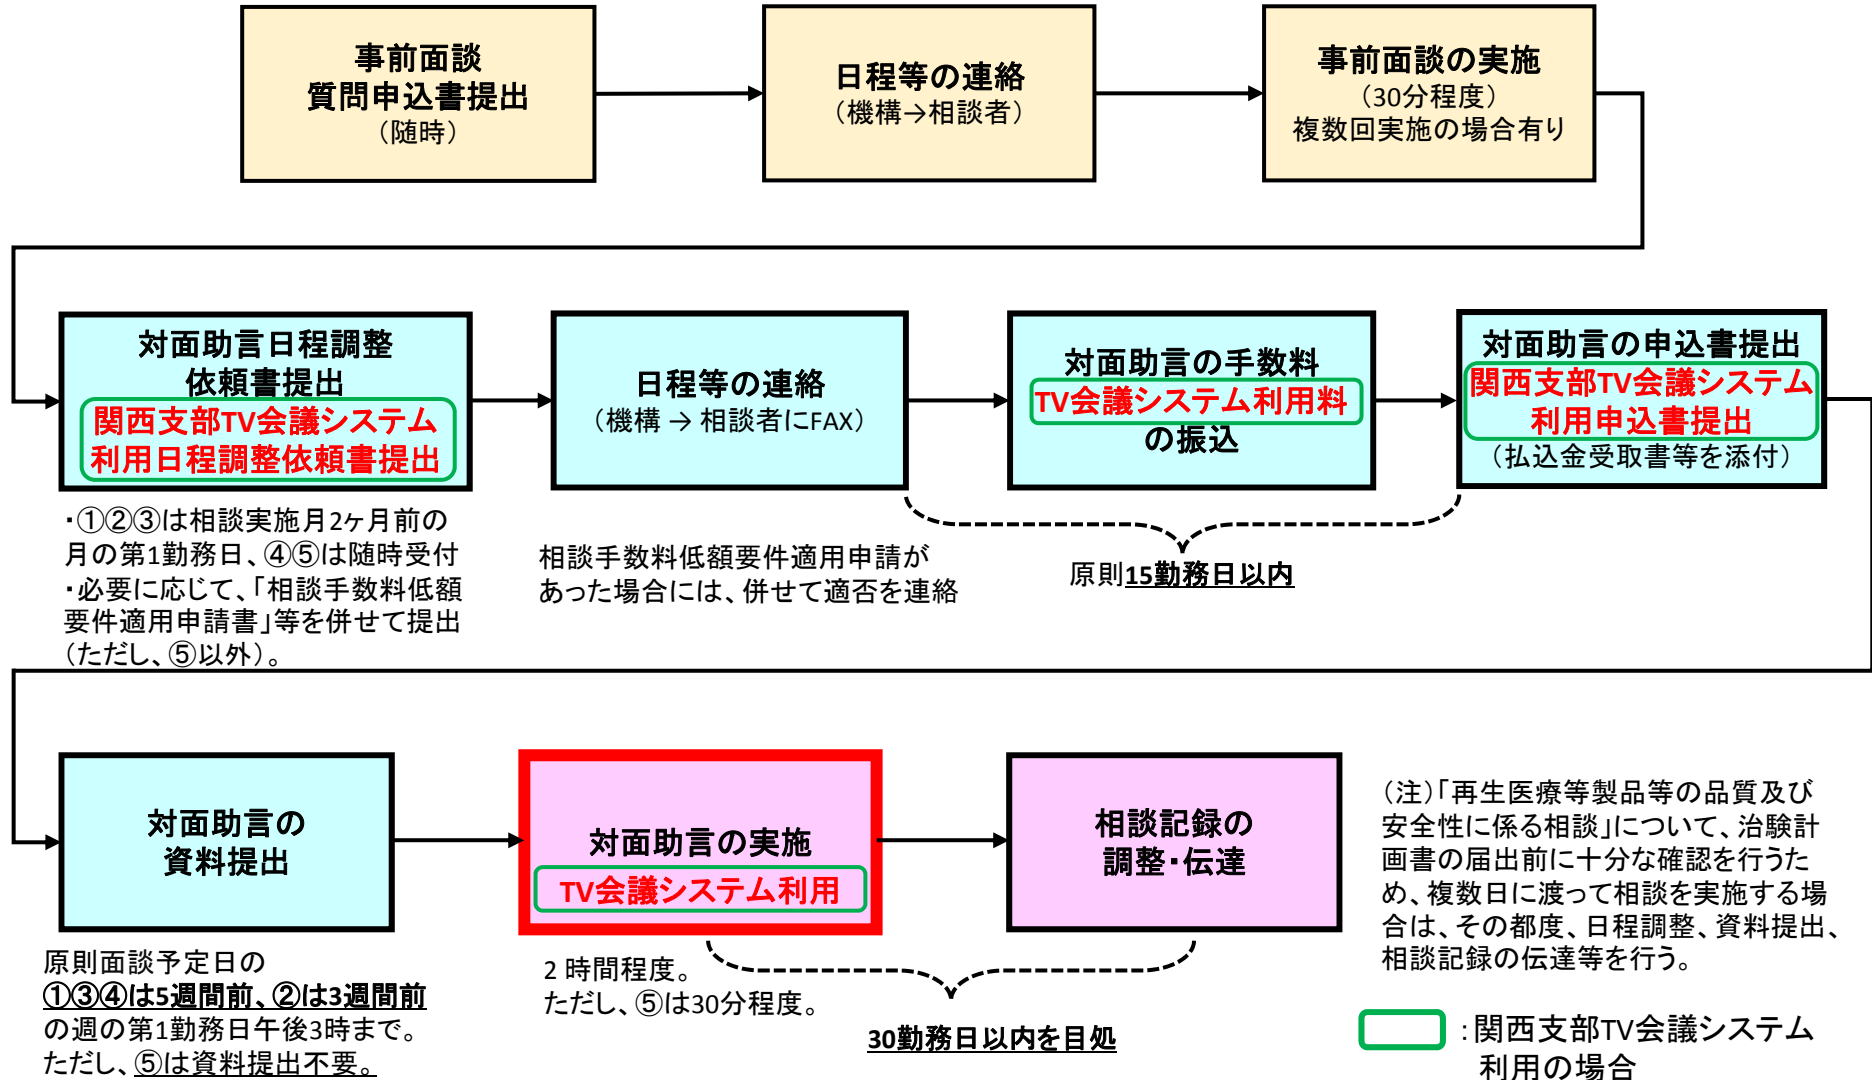 事前面談
質問申込書提出
（随時）
日程等の連絡
（機構→相談者）
事前面談の実施
（30分程度）
複数回実施の場合有り
対面助言日程調整
依頼書提出
関西支部TV会議システム
利用日程調整依頼書提出
日程等の連絡
（機構 → 相談者にFAX）
対面助言の手数料
TV会議システム利用料
の振込
対面助言の申込書提出
関西支部TV会議システム
利用申込書提出
（払込金受取書等を添付）
・①②③は相談実施月2ヶ月前の
月の第1勤務日、④⑤は随時受付
・必要に応じて、「相談手数料低額
要件適用申請書」等を併せて提出
（ただし、⑤以外）。
相談手数料低額要件適用申請が
あった場合には、併せて適否を連絡
原則15勤務日以内
対面助言の
資料提出
対面助言の実施
TV会議システム利用
相談記録の
調整・伝達
（注）「再生医療等製品等の品質及び
安全性に係る相談」について、治験計
画書の届出前に十分な確認を行うた
め、複数日に渡って相談を実施する場
合は、その都度、日程調整、資料提出、
相談記録の伝達等を行う。
原則面談予定日の
①③④は5週間前、②は3週間前
の週の第1勤務日午後3時まで。
ただし、⑤は資料提出不要。
2 時間程度。
ただし、⑤は30分程度。
30勤務日以内を目処
：関西支部TV会議システム
利用の場合